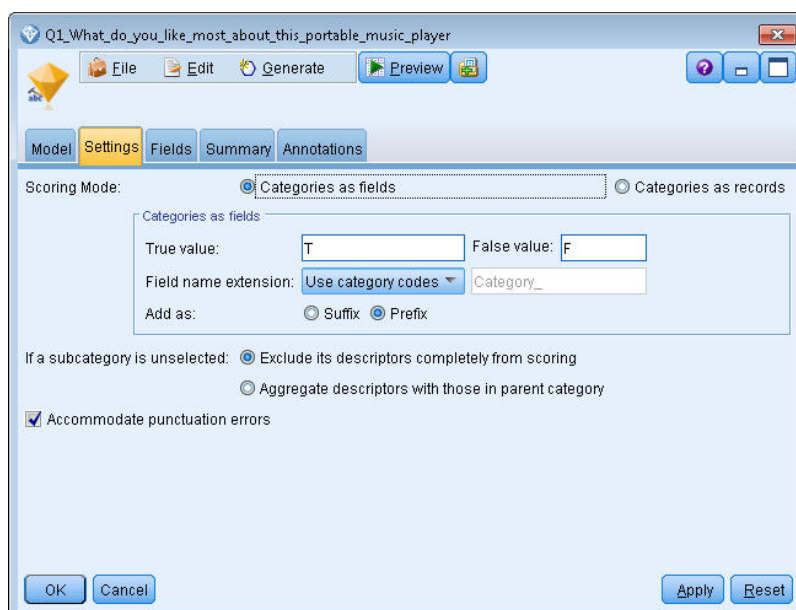 Q1_What_do_you_like_most_about_this_portable_music_player
File Edit Generate Preview
abc
Model Settings Fields Summary Annotations
Scoring Mode: Categories as fields Categories as records
Categories as fields
True value: T False value: F
Field name extension: Use category codes Category_
Add as: Suffix Prefix
If a subcategory is unselected: Exclude its descriptors completely from scoring
Aggregate descriptors with those in parent category
Accommodate punctuation errors
OK Cancel Apply Reset